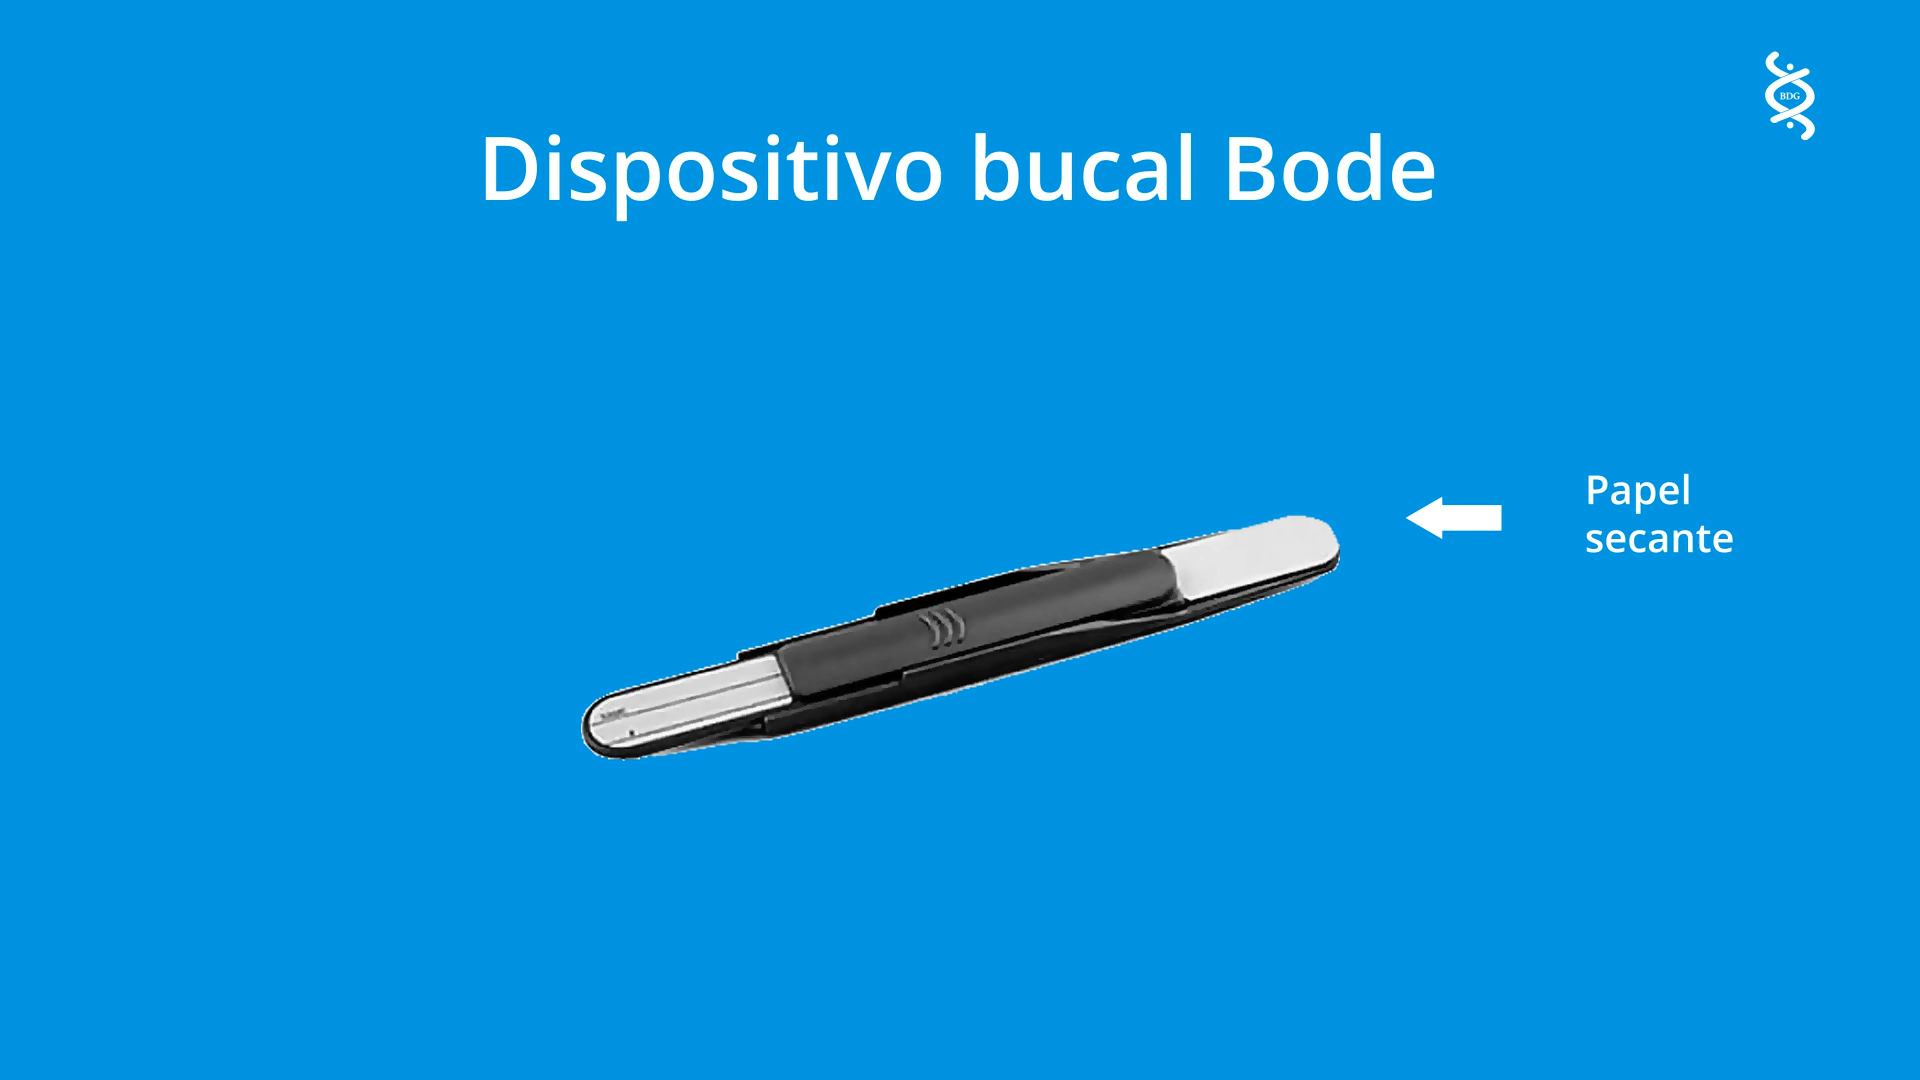 BDG
Dispositivo bucal Bode
Papel
secante